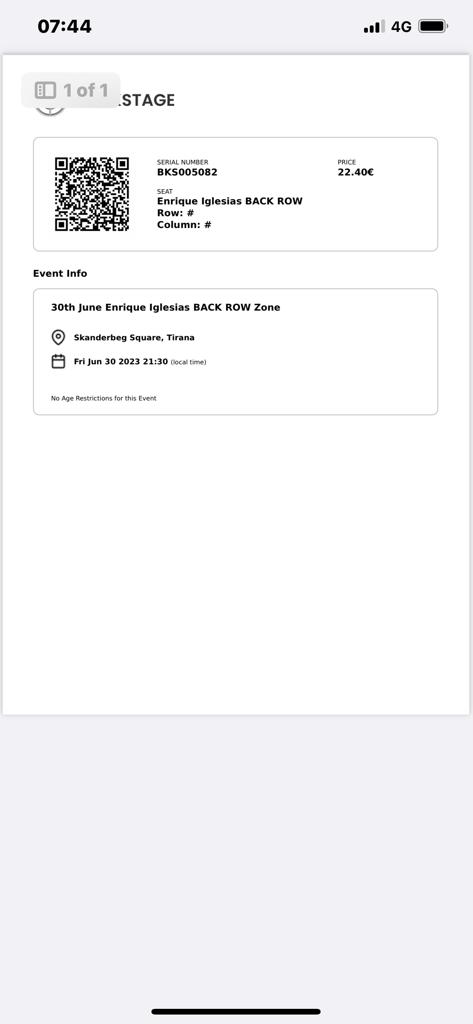 07:44
4G
1 of 1
STAGE
SERIAL NUMBER
BKS005082
PRICE
22.40€
SEAT
Enrique Iglesias BACK ROW
Row: #
Column: #
Event Info
30th June Enrique Iglesias BACK ROW Zone
Skanderbeg Square, Tirana
Fri Jun 30 2023 21:30 (local time)
No Age Restrictions for this Event